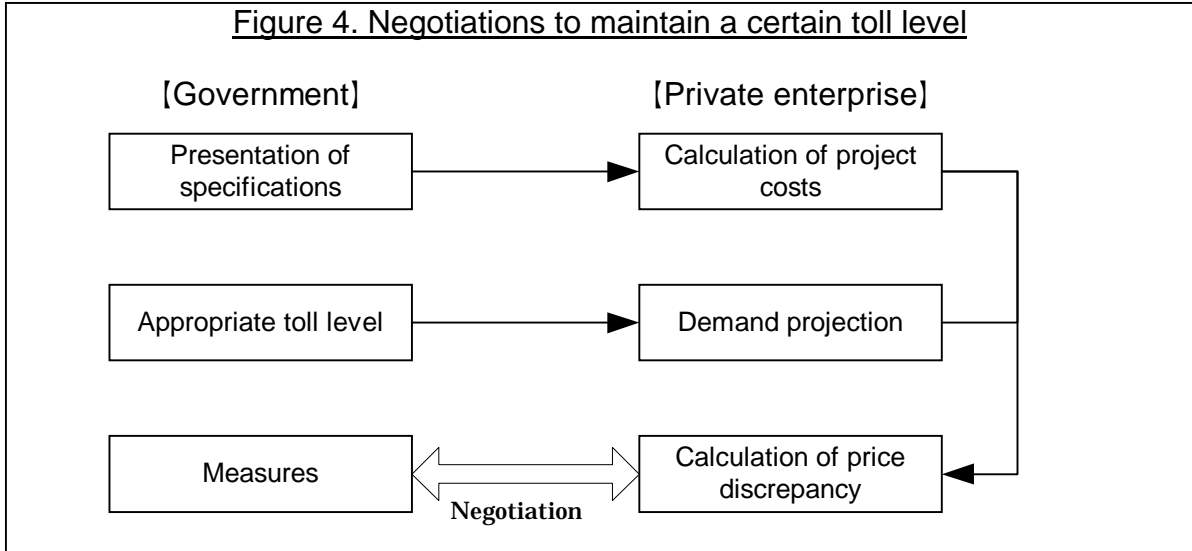 Figure 4. Negotiations to maintain a certain toll level
【Government】 【Private enterprise】
Presentation of
specifications
Calculation of project
costs
Appropriate toll level
Demand projection
Measures
Negotiation
Calculation of price
discrepancy